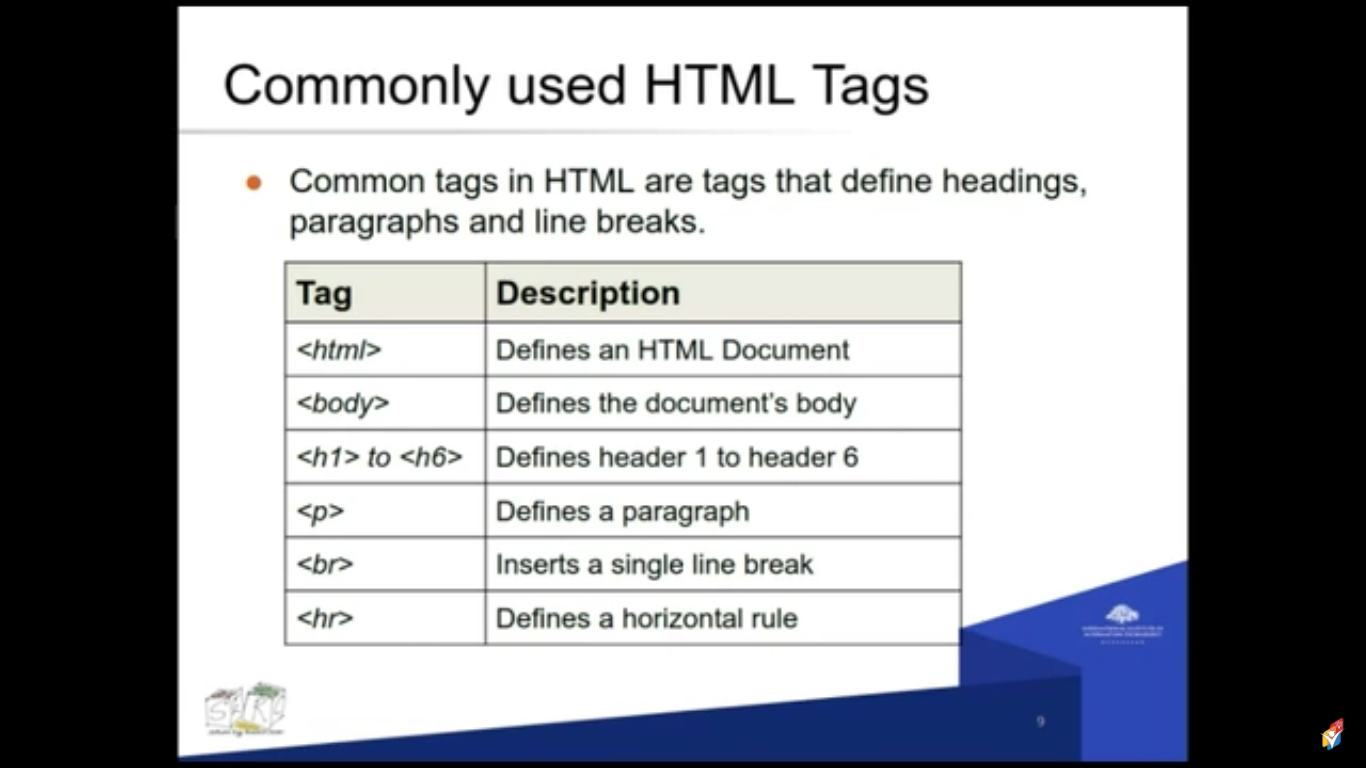 Commonly used HTML Tags
Common tags in HTML are tags that define headings,
paragraphs and line breaks.
Tag Description
<html> Defines an HTML Document
<body> Defines the document's body
<h1> to <h6> Defines header 1 to header 6
<p> Defines a paragraph
<br> Inserts a single line break
<hr> Defines a horizontal rule
9